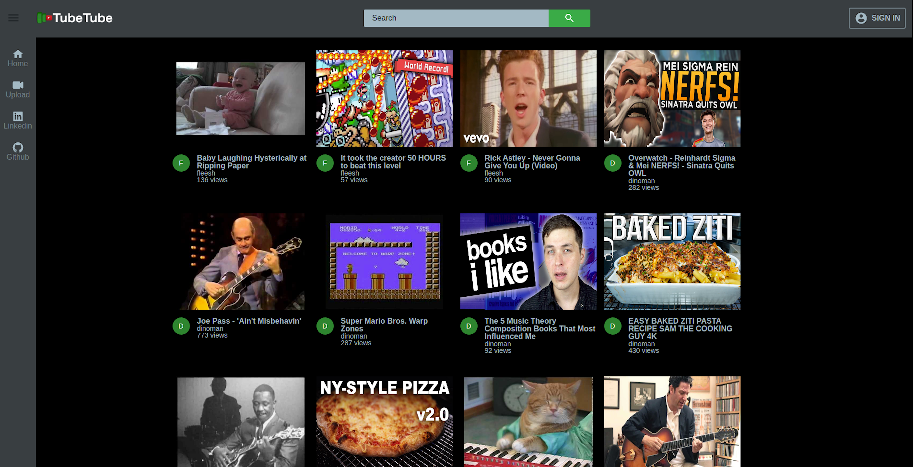 TubeTube
Search
SIGN IN
Home
Upload
Linkedin
Github
World Record!
vevo
MEI SIGMA REIN
NERFS!
SINATRA QUITS OWL
F
Baby Laughing Hysterically at
Ripping Paper
fleesh
136 views
F
It took the creator 50 HOURS
to beat this level
fleesh
57 views
F
Rick Astley - Never Gonna
Give You Up (Video)
fleesh
90 views
D
Overwatch - Reinhardt Sigma
& Mei NERFS! - Sinatra Quits
OWL
dinoman
282 views
books
i like
BAKED ZITI
D
Joe Pass - 'Ain't Misbehavin'
dinoman
773 views
D
Super Mario Bros. Warp
Zones
dinoman
287 views
D
The 5 Music Theory
Composition Books That Most
Influenced Me
dinoman
92 views
D
EASY BAKED ZITI PASTA
RECIPE SAM THE COOKING
GUY 4K
dinoman
430 views
NY-STYLE PIZZA
v2.0